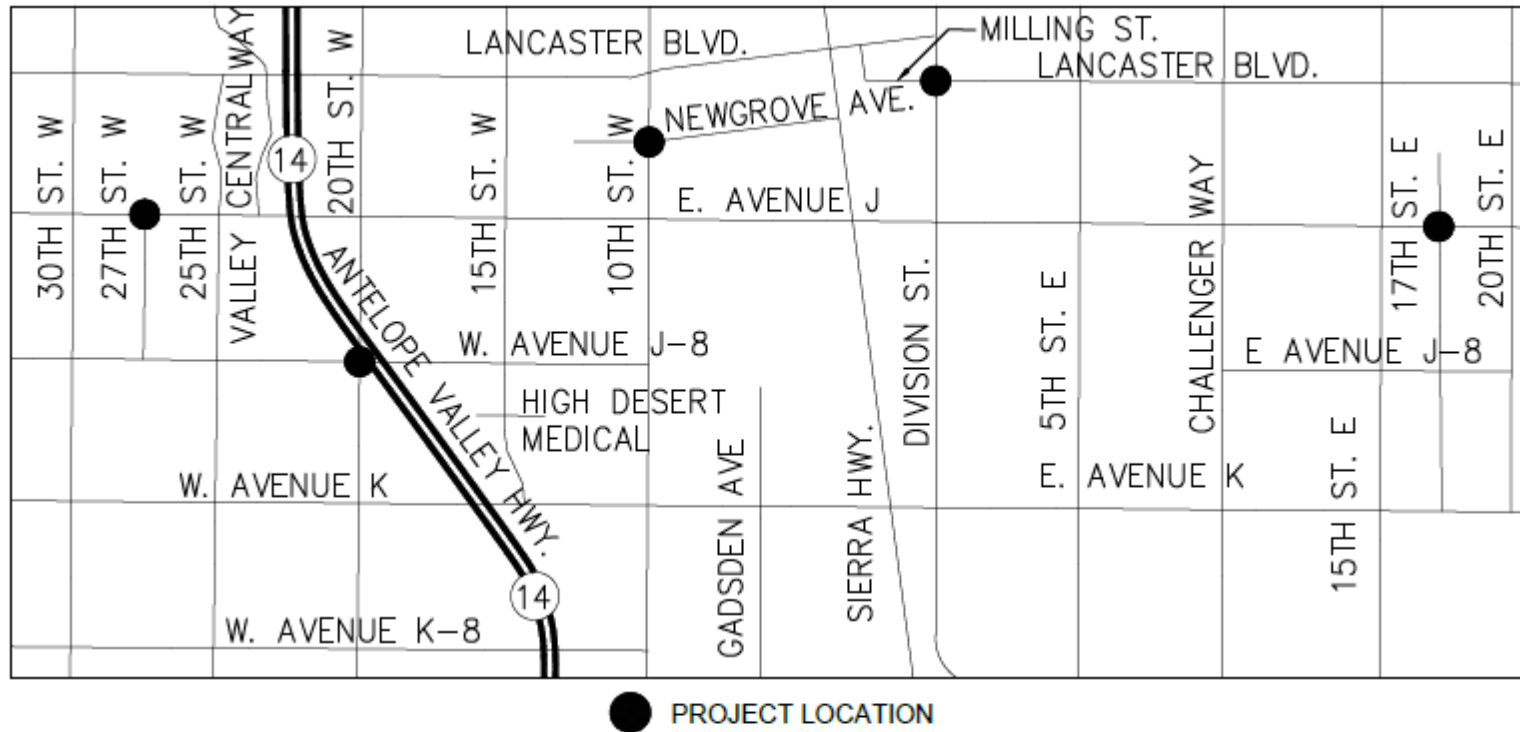 MILLING ST.
LANCASTER BLVD.
LANCASTER BLVD.
NEWGROVE AVE.
30TH ST. W
27TH ST. W
25TH ST. W
VALLEY CENTRALWAY
14
20TH ST. W
15TH ST. W
10TH ST. W
E. AVENUE J
CHALLENGER WAY
17TH ST. E
20TH ST. E
ANTELOPE VALLEY HWY.
W. AVENUE J-8
DIVISION ST.
5TH ST. E
E AVENUE J-8
HIGH DESERT
MEDICAL
W. AVENUE K
GADSDEN AVE
SIERRA HWY.
E. AVENUE K
15TH ST. E
14
W. AVENUE K-8
PROJECT LOCATION